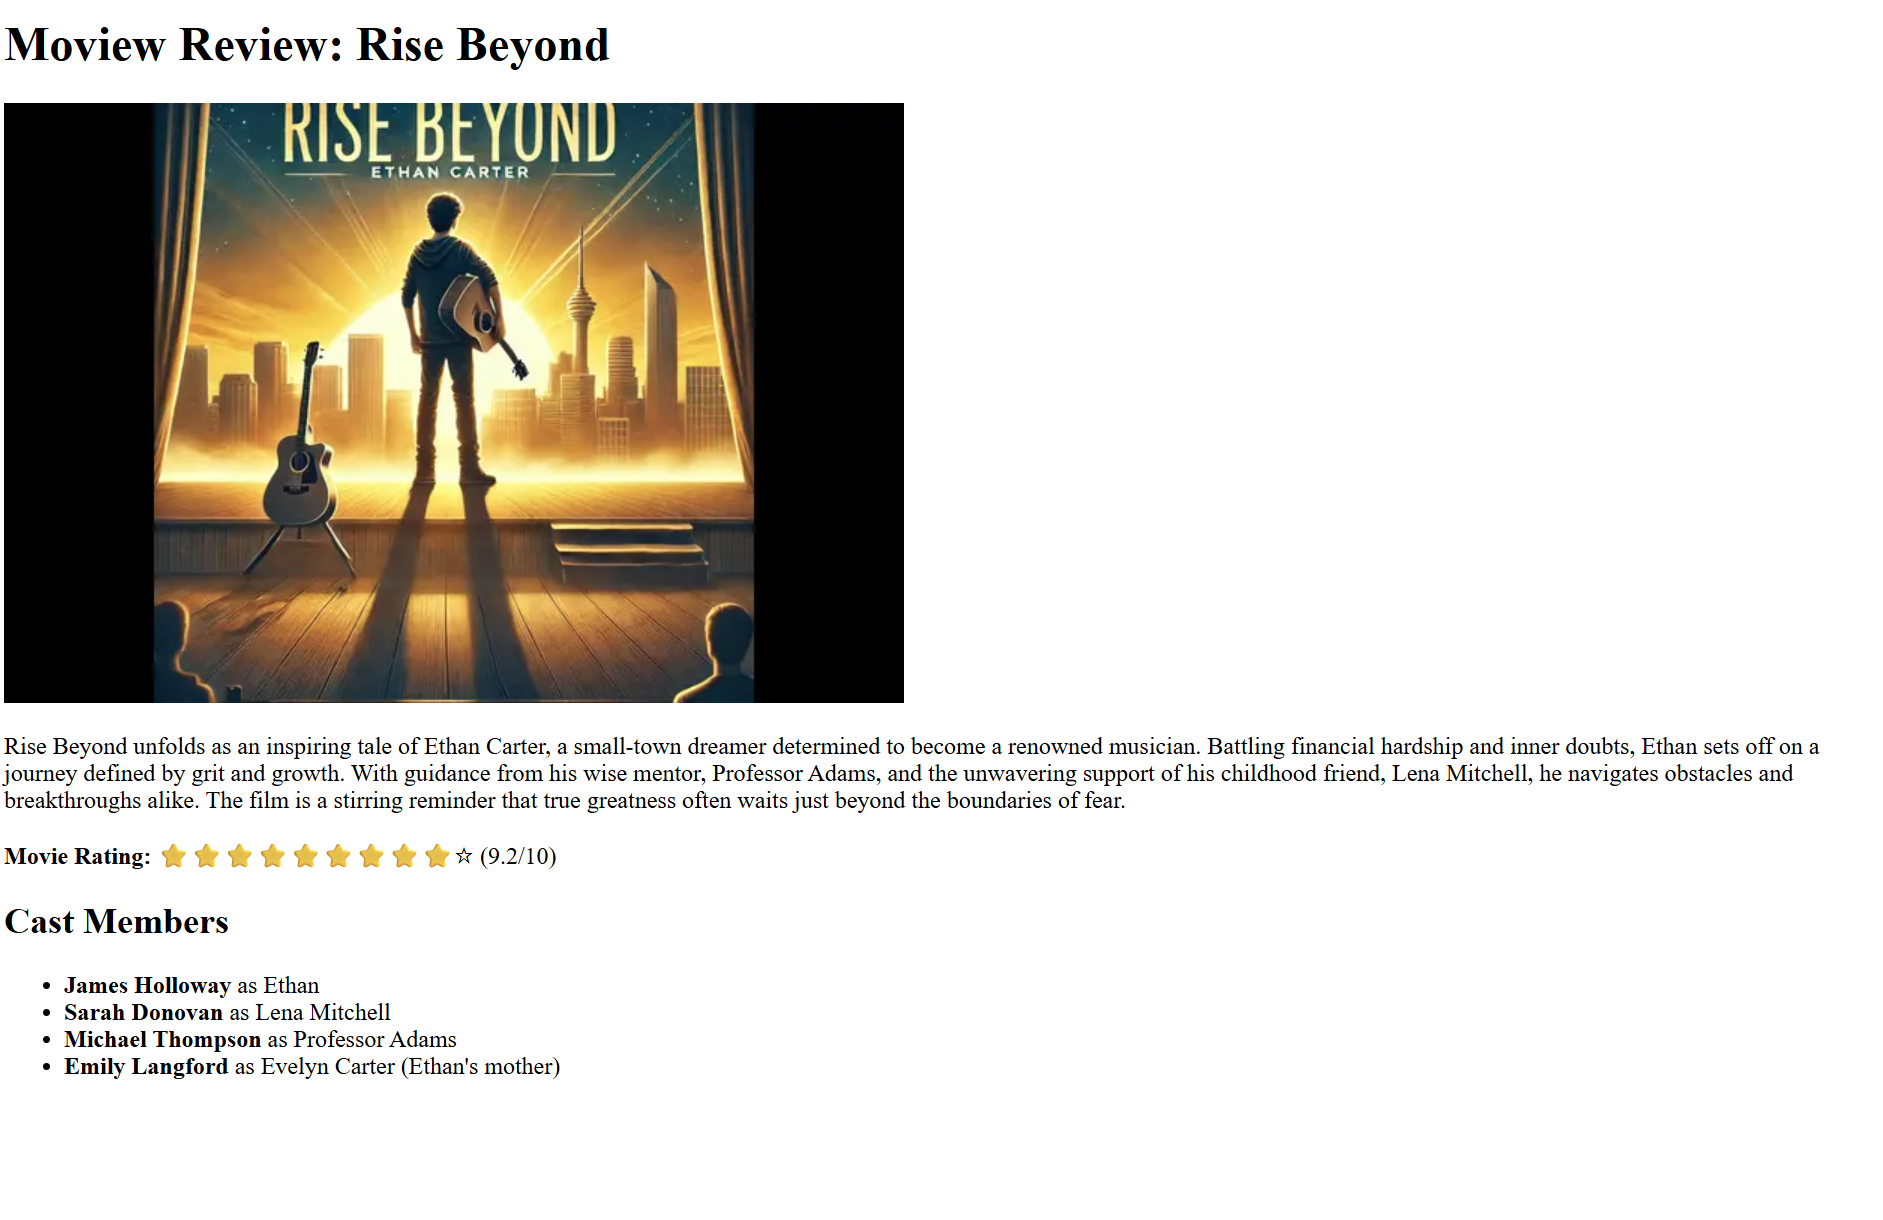 Moview Review: Rise Beyond
RISE BEYOND
ETHAN CARTER
Rise Beyond unfolds as an inspiring tale of Ethan Carter, a small-town dreamer determined to become a renowned musician. Battling financial hardship and inner doubts, Ethan sets off on a
journey defined by grit and growth. With guidance from his wise mentor, Professor Adams, and the unwavering support of his childhood friend, Lena Mitchell, he navigates obstacles and
breakthroughs alike. The film is a stirring reminder that true greatness often waits just beyond the boundaries of fear.
Movie Rating: ⭐⭐⭐⭐⭐⭐⭐⭐⭐☆ (9.2/10)
Cast Members
• James Holloway as Ethan
• Sarah Donovan as Lena Mitchell
• Michael Thompson as Professor Adams
• Emily Langford as Evelyn Carter (Ethan's mother)